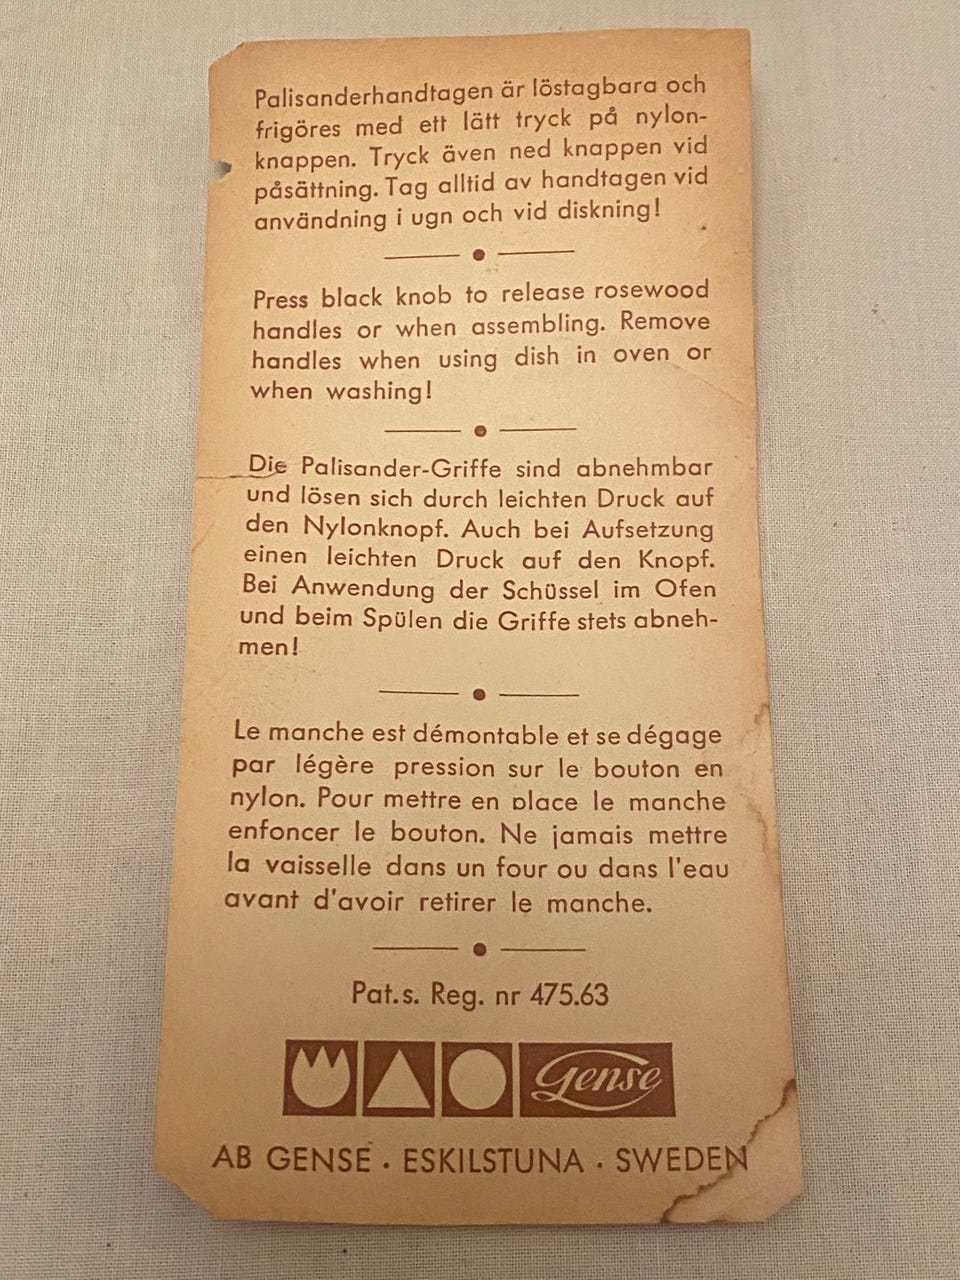 Palisanderhandtagen är löstagbara och
frigöres med ett lätt tryck på nylon-
knappen. Tryck även ned knappen vid
påsättning. Tag alltid av handtagen vid
användning i ugn och vid diskning!
Press black knob to release rosewood
handles or when assembling. Remove
handles when using dish in oven or
when washing!
Die Palisander-Griffe sind abnehmbar
und lösen sich durch leichten Druck auf
den Nylonknopf. Auch bei Aufsetzung
einen leichten Druck auf den Knopf.
Bei Anwendung der Schüssel im Ofen
und beim Spülen die Griffe stets abneh-
men!
Le manche est démontable et se dégage
par légère pression sur le bouton en
nylon. Pour mettre en place le manche
enfoncer le bouton. Ne jamais mettre
la vaisselle dans un four ou dans l'eau
avant d'avoir retirer le manche.
Pat.s. Reg. nr 475.63
Gense
AB GENSE · ESKILSTUNA · SWEDEN